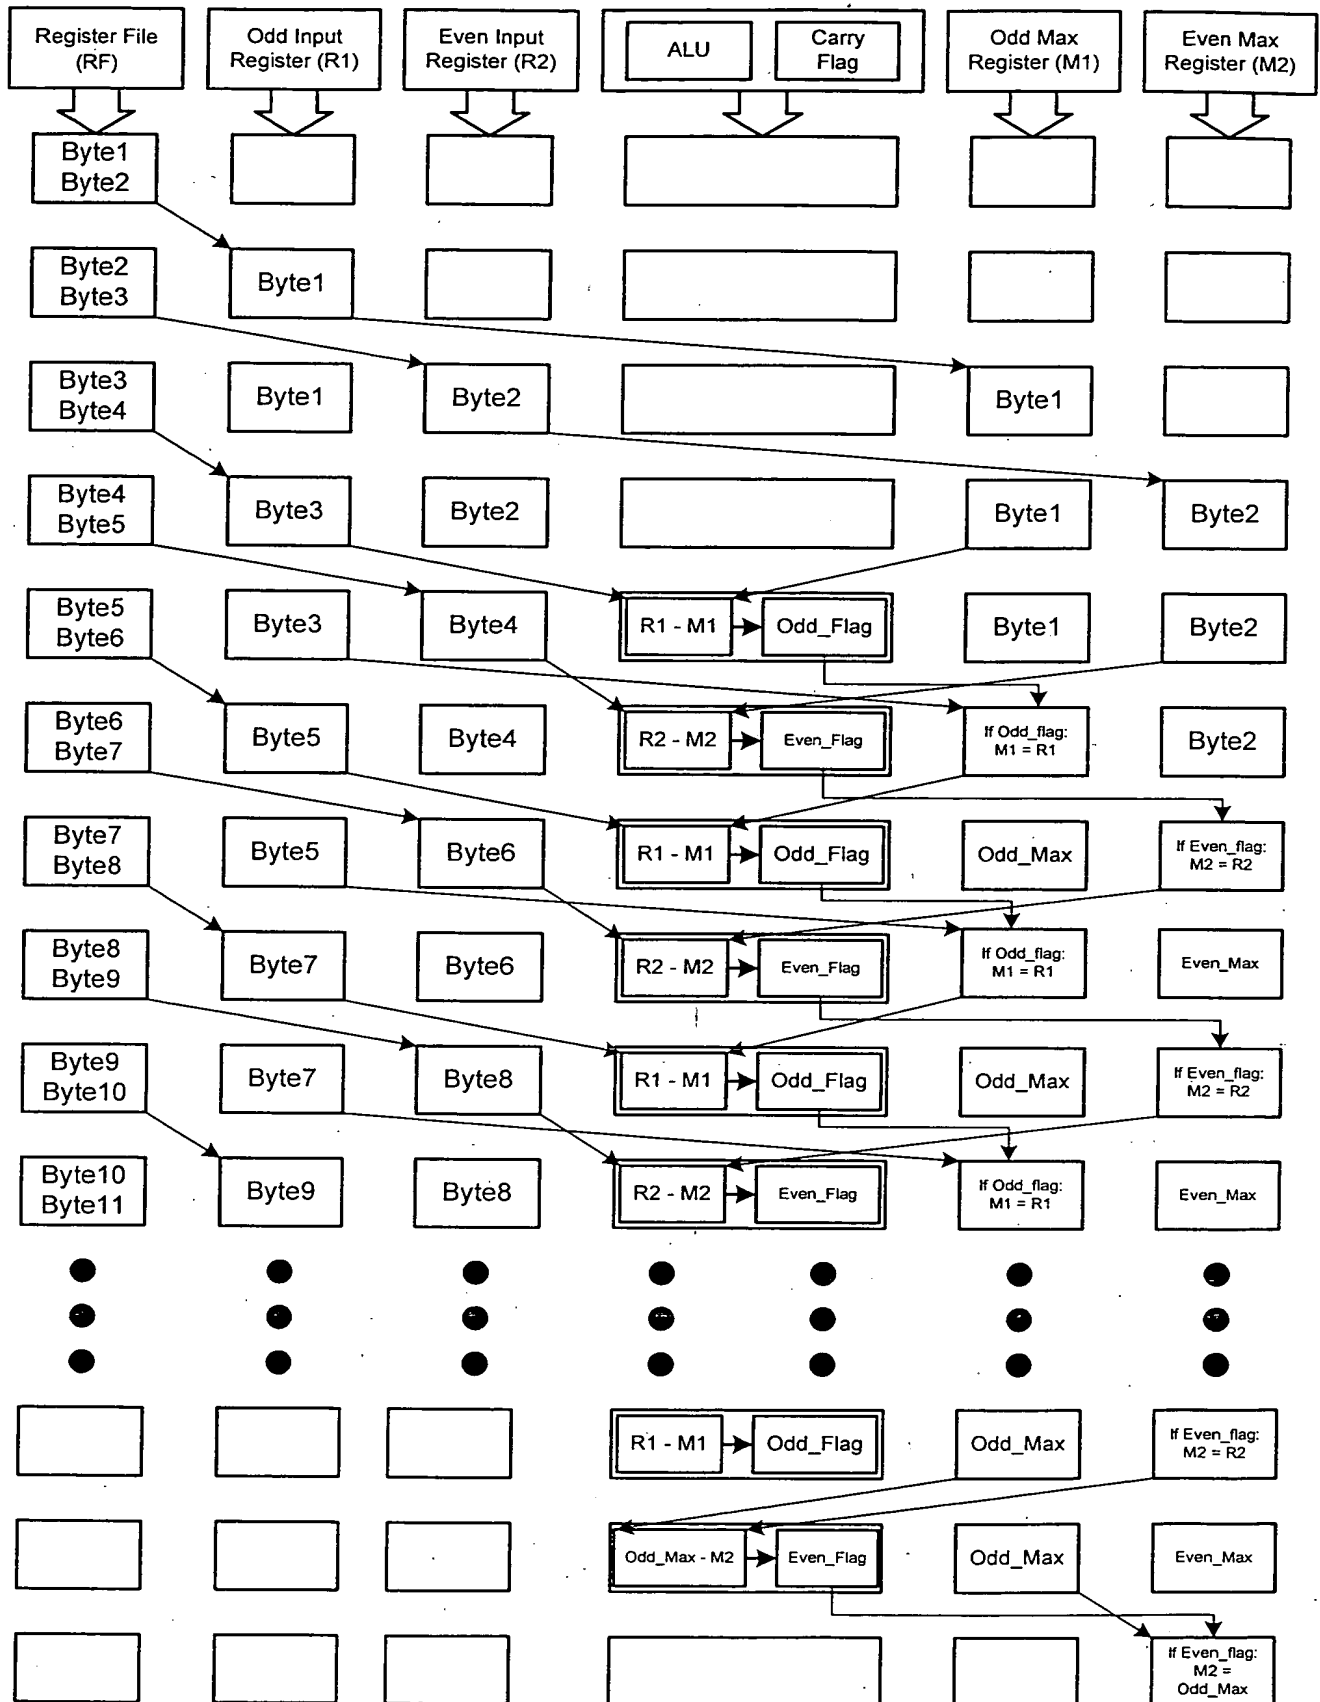 Register File
(RF)
Odd Input
Register (R1)
Even Input
Register (R2)
ALU
Carry
Flag
Odd Max
Register (M1)
Even Max
Register (M2)
Byte1
Byte2
Byte2
Byte3
Byte1
Byte3
Byte4
Byte1
Byte2
Byte1
Byte4
Byte5
Byte3
Byte2
Byte1
Byte2
Byte5
Byte6
Byte3
Byte4
R1 - M1
Odd_Flag
Byte1
Byte2
Byte6
Byte7
Byte5
Byte4
R2 - M2
Even_Flag
If Odd_flag:
M1 = R1
Byte2
Byte7
Byte8
Byte5
Byte6
R1 - M1
Odd_Flag
Odd_Max
If Even_flag:
M2 = R2
Byte8
Byte9
Byte7
Byte6
R2 - M2
Even_Flag
If Odd_flag:
M1 = R1
Even_Max
Byte9
Byte10
Byte7
Byte8
R1 - M1
Odd_Flag
Odd_Max
If Even_flag:
M2 = R2
Byte10
Byte11
Byte9
Byte8
R2 - M2
Even_Flag
If Odd_flag:
M1 = R1
Even_Max
R1 - M1
Odd_Flag
Odd_Max
If Even_flag:
M2 = R2
Odd_Max - M2
Even_Flag
Odd_Max
Even_Max
If Even_flag:
M2 =
Odd_Max